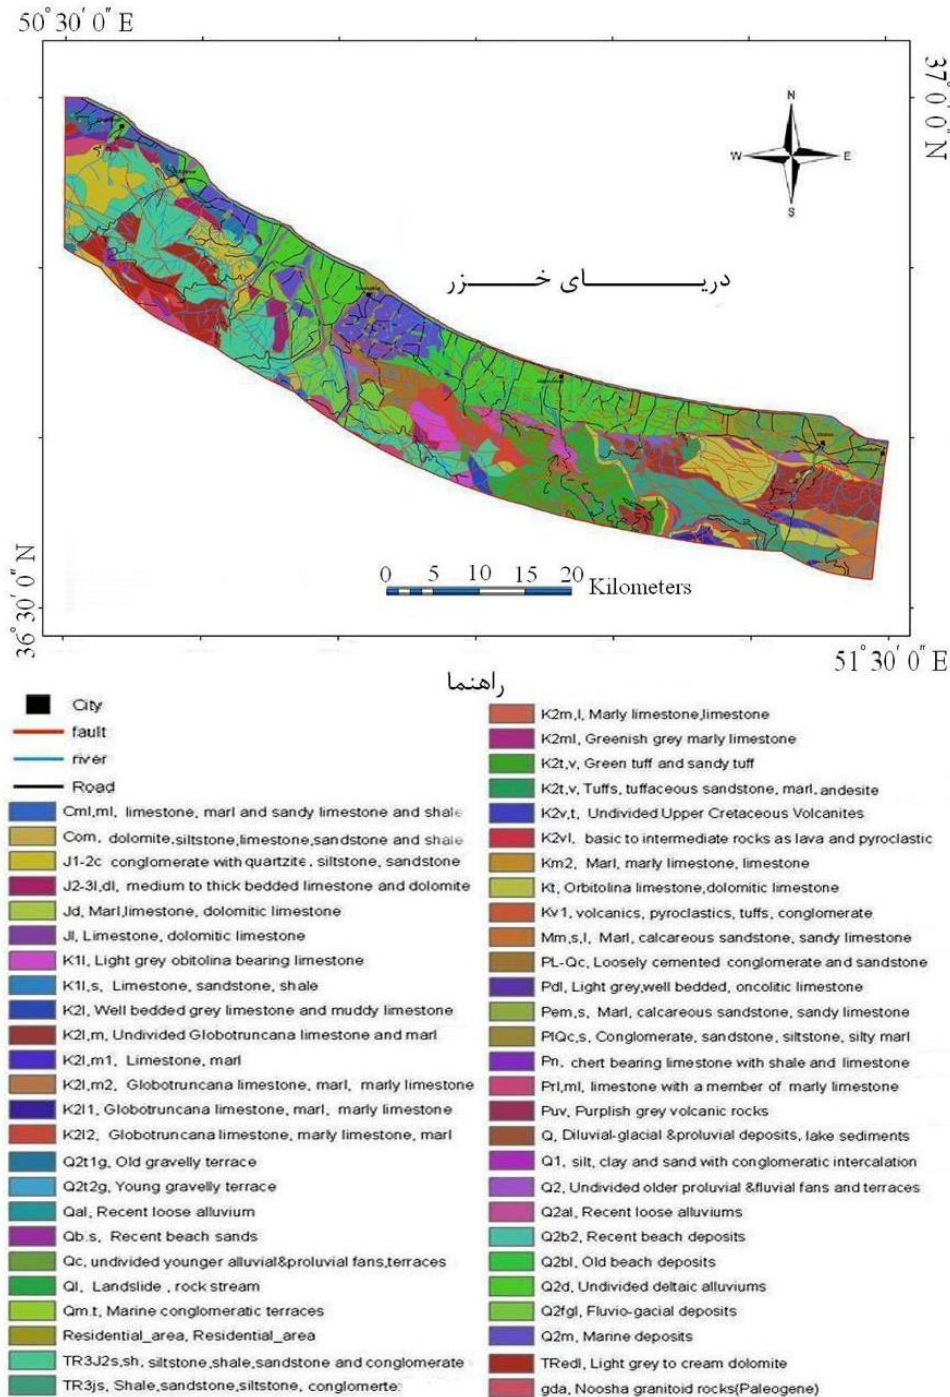 50° 30′ 0″ E
37° 0′ 0″ N
N
W E
S
دریای خزر
0 5 10 15 20 Kilometers
36° 30′ 0″ N
51° 30′ 0″ E
راهنما
City
fault
river
Road
Cml,ml, limestone, marl and sandy limestone and shale
Com, dolomite,siltstone,limestone,sandstone and shale
J1-2c conglomerate with quartzite, siltstone, sandstone
J2-3l,dl, medium to thick bedded limestone and dolomite
Jd, Marl,limestone, dolomitic limestone
Jl, Limestone, dolomitic limestone
K1l, Light grey obitolina bearing limestone
K1l,s, Limestone, sandstone, shale
K2l, Well bedded grey limestone and muddy limestone
K2l,m, Undivided Globotruncana limestone and marl
K2l,m1, Limestone, marl
K2l,m2, Globotruncana limestone, marl, marly limestone
K2l1, Globotruncana limestone, marl, marly limestone
K2l2, Globotruncana limestone, marly limestone, marl
Q2t1g, Old gravelly terrace
Q2t2g, Young gravelly terrace
Qal, Recent loose alluvium
Qb.s, Recent beach sands
Qc, undivided younger alluvial&proluvial fans,terraces
Ql, Landslide , rock stream
Qm.t, Marine conglomeratic terraces
Residential_area, Residential_area
TR3J2s,sh, siltstone,shale,sandstone and conglomerate
TR3js, Shale,sandstone,siltstone, conglomerte:
K2m,l, Marly limestone,limestone
K2ml, Greenish grey marly limestone
K2t,v, Green tuff and sandy tuff
K2t,v, Tuffs, tuffaceous sandstone, marl, andesite
K2v,t, Undivided Upper Cretaceous Volcanites
K2vl, basic to intermediate rocks as lava and pyroclastic
Km2, Marl, marly limestone, limestone
Kt, Orbitolina limestone,dolomitic limestone
Kv1, volcanics, pyroclastics, tuffs, conglomerate
Mm,s,l, Marl, calcareous sandstone, sandy limestone
PL-Qc, Loosely cemented conglomerate and sandstone
Pdl, Light grey,well bedded, oncolitic limestone
Pem,s, Marl, calcareous sandstone, sandy limestone
PlQc,s, Conglomerate, sandstone, siltstone, silty marl
Pn, chert bearing limestone with shale and limestone
Prl,ml, limestone with a member of marly limestone
Puv, Purplish grey volcanic rocks
Q, Diluvial-glacial &proluvial deposits, lake sediments
Q1, silt, clay and sand with conglomeratic intercalation
Q2, Undivided older proluvial &fluvial fans and terraces
Q2al, Recent loose alluviums
Q2b2, Recent beach deposits
Q2bl, Old beach deposits
Q2d, Undivided deltaic alluviums
Q2fgl, Fluvio-gacial deposits
Q2m, Marine deposits
TRedl, Light grey to cream dolomite
gda, Noosha granitoid rocks(Paleogene)